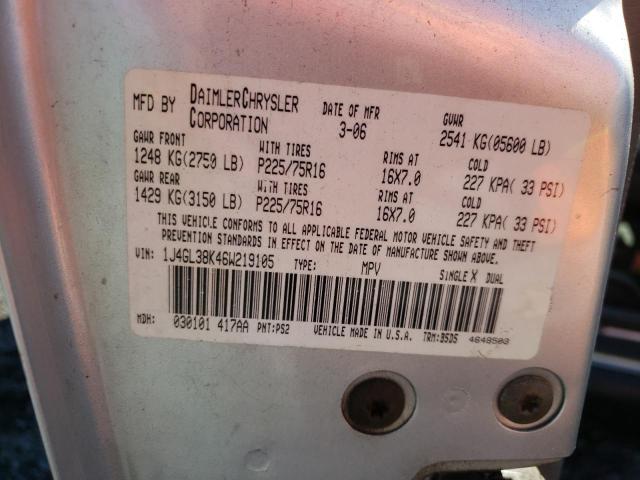 MFD BY DAIMLERCHRYSLER CORPORATION DATE OF MFR 3-06 GVWR 2541 KG(05600 LB)
GAWR FRONT WITH TIRES RIMS AT COLD
1248 KG(2750 LB) P225/75R16 16X7.0 227 KPA( 33 PSI)
GAWR REAR WITH TIRES RIMS AT COLD
1429 KG(3150 LB) P225/75R16 16X7.0 227 KPA( 33 PSI)
THIS VEHICLE CONFORMS TO ALL APPLICABLE FEDERAL MOTOR VEHICLE SAFETY AND THEFT
PREVENTION STANDARDS IN EFFECT ON THE DATE OF MANUFACTURE SHOWN ABOVE.
VIN: 1J4GL38K46W219105 TYPE: MPV SINGLE X DUAL
MDH: 030101 417AA PNT:PS2 VEHICLE MADE IN U.S.A. TRM:B5D5 4648503